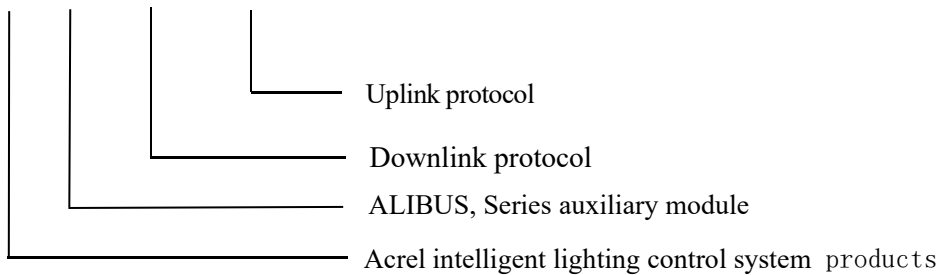 Uplink protocol
Downlink protocol
ALIBUS, Series auxiliary module
Acrel intelligent lighting control system products